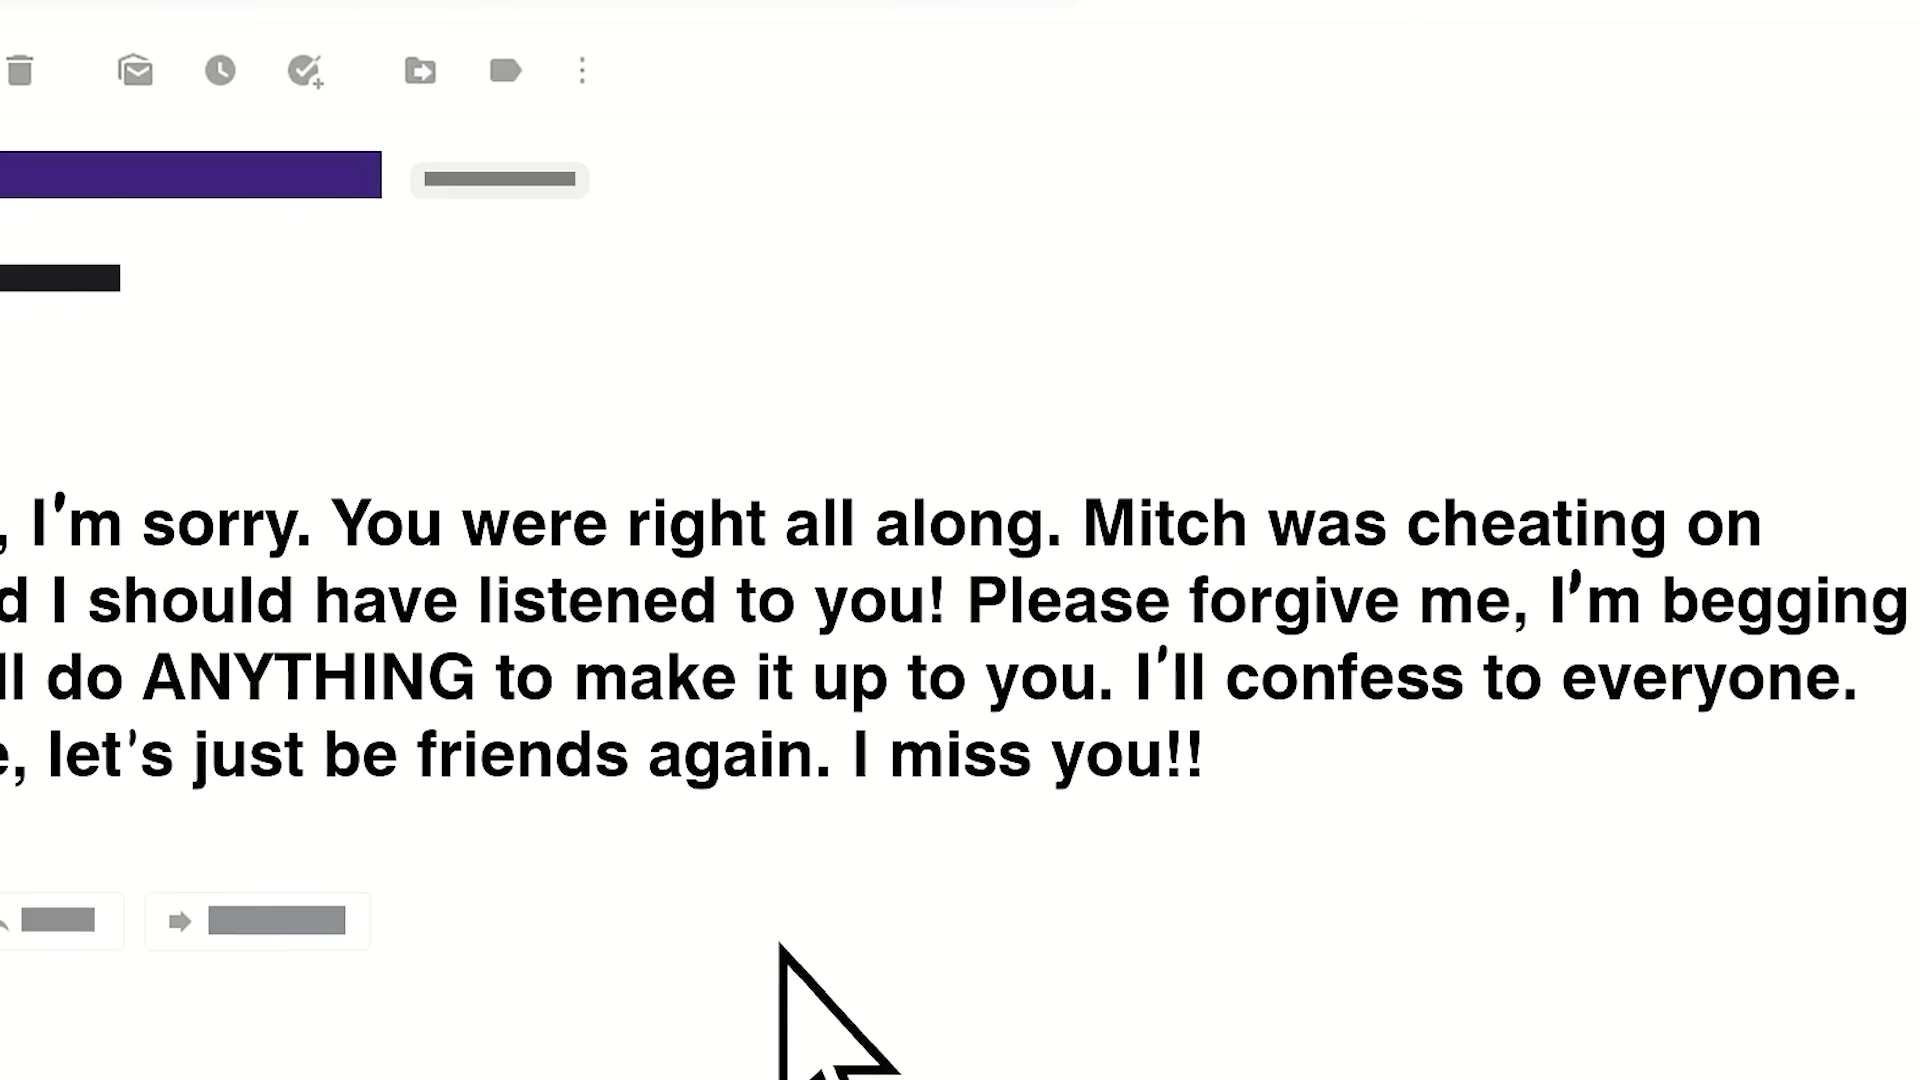 , I'm sorry. You were right all along. Mitch was cheating on
d I should have listened to you! Please forgive me, I'm begging
ll do ANYTHING to make it up to you. I'll confess to everyone.
e, let's just be friends again. I miss you!!